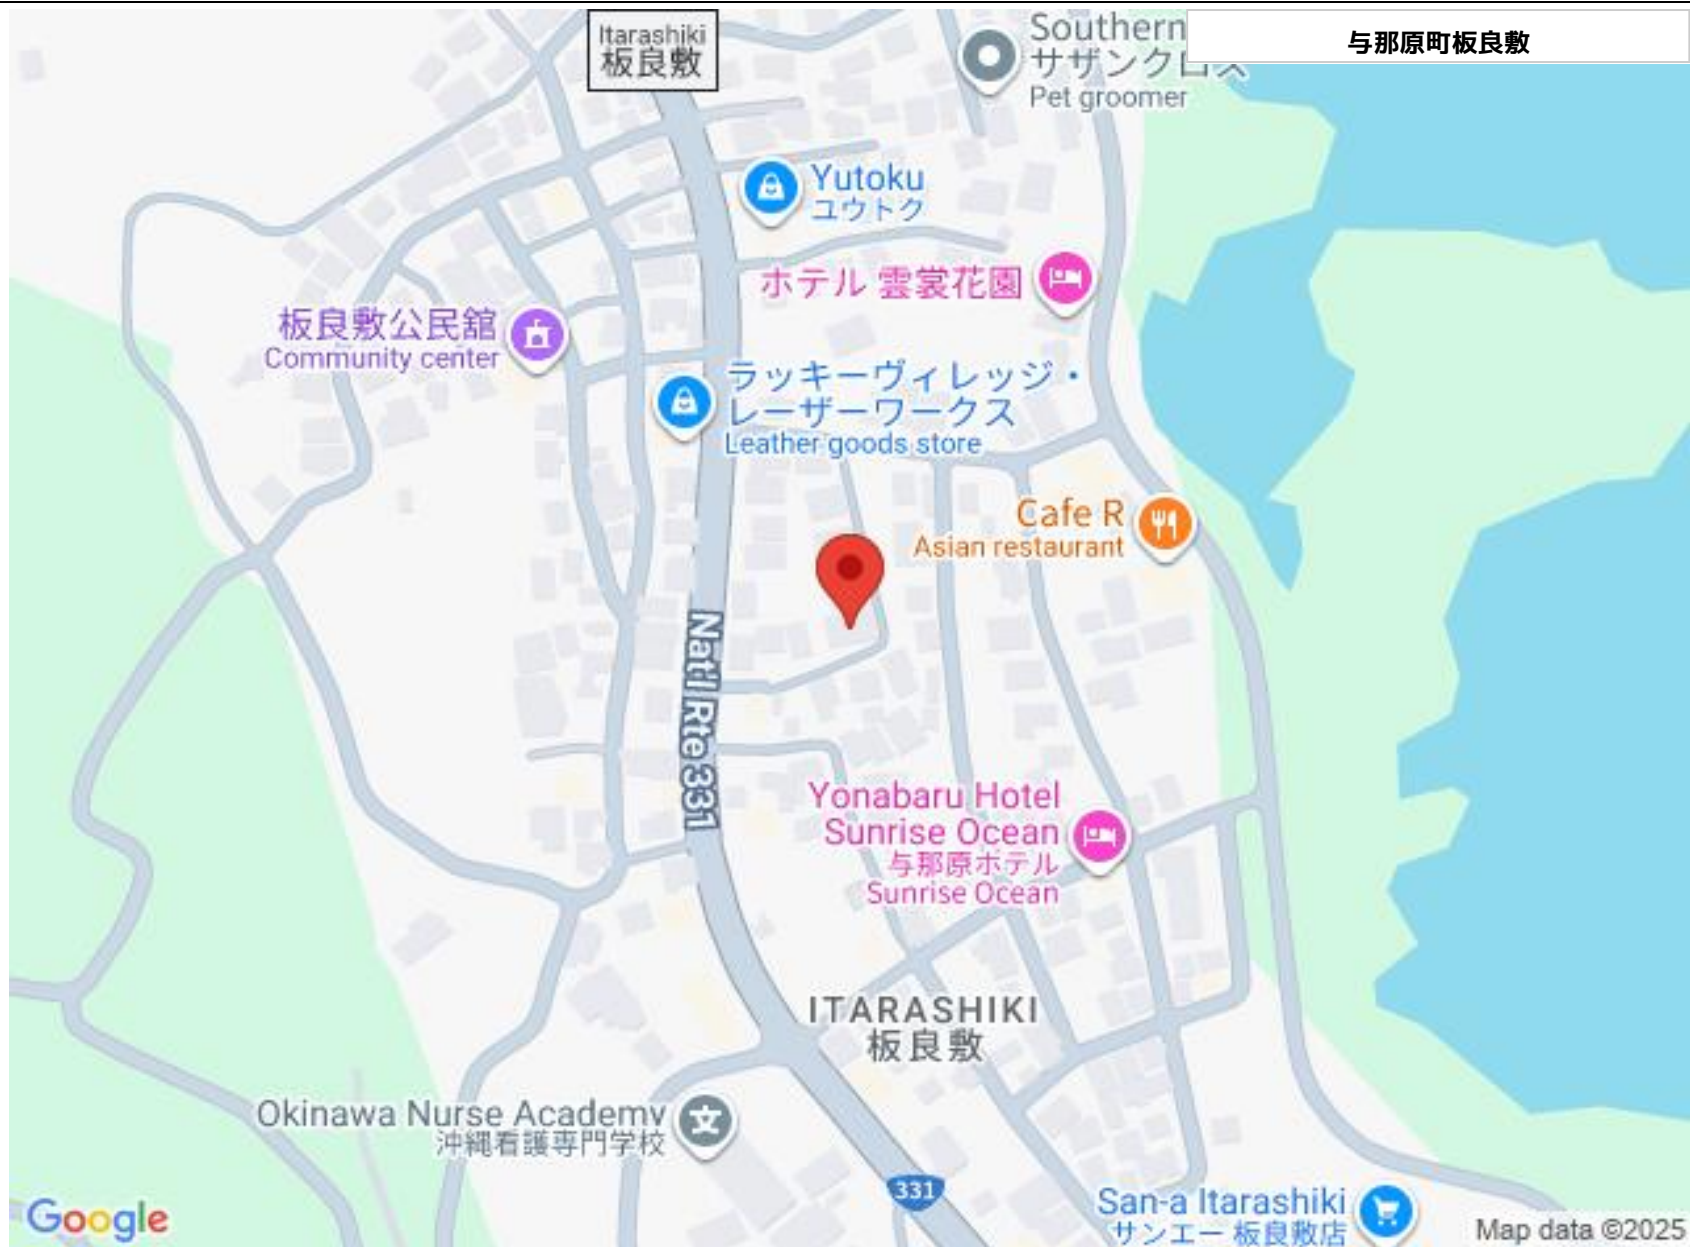 Itarashiki
板良敷
Southern
サザンクロス
Pet groomer
与那原町板良敷
Yutoku
ユウトク
ホテル 雲裳花園
板良敷公民舘
Community center
ラッキーヴィレッジ・
レーザーワークス
Leather goods store
Cafe R
Asian restaurant
Nat'l Rte 331
Yonabaru Hotel
Sunrise Ocean
与那原ホテル
Sunrise Ocean
ITARASHIKI
板良敷
Okinawa Nurse Academy
沖縄看護専門学校
文
331
San-a Itarashiki
サンエー 板良敷店
Google
Map data ©2025